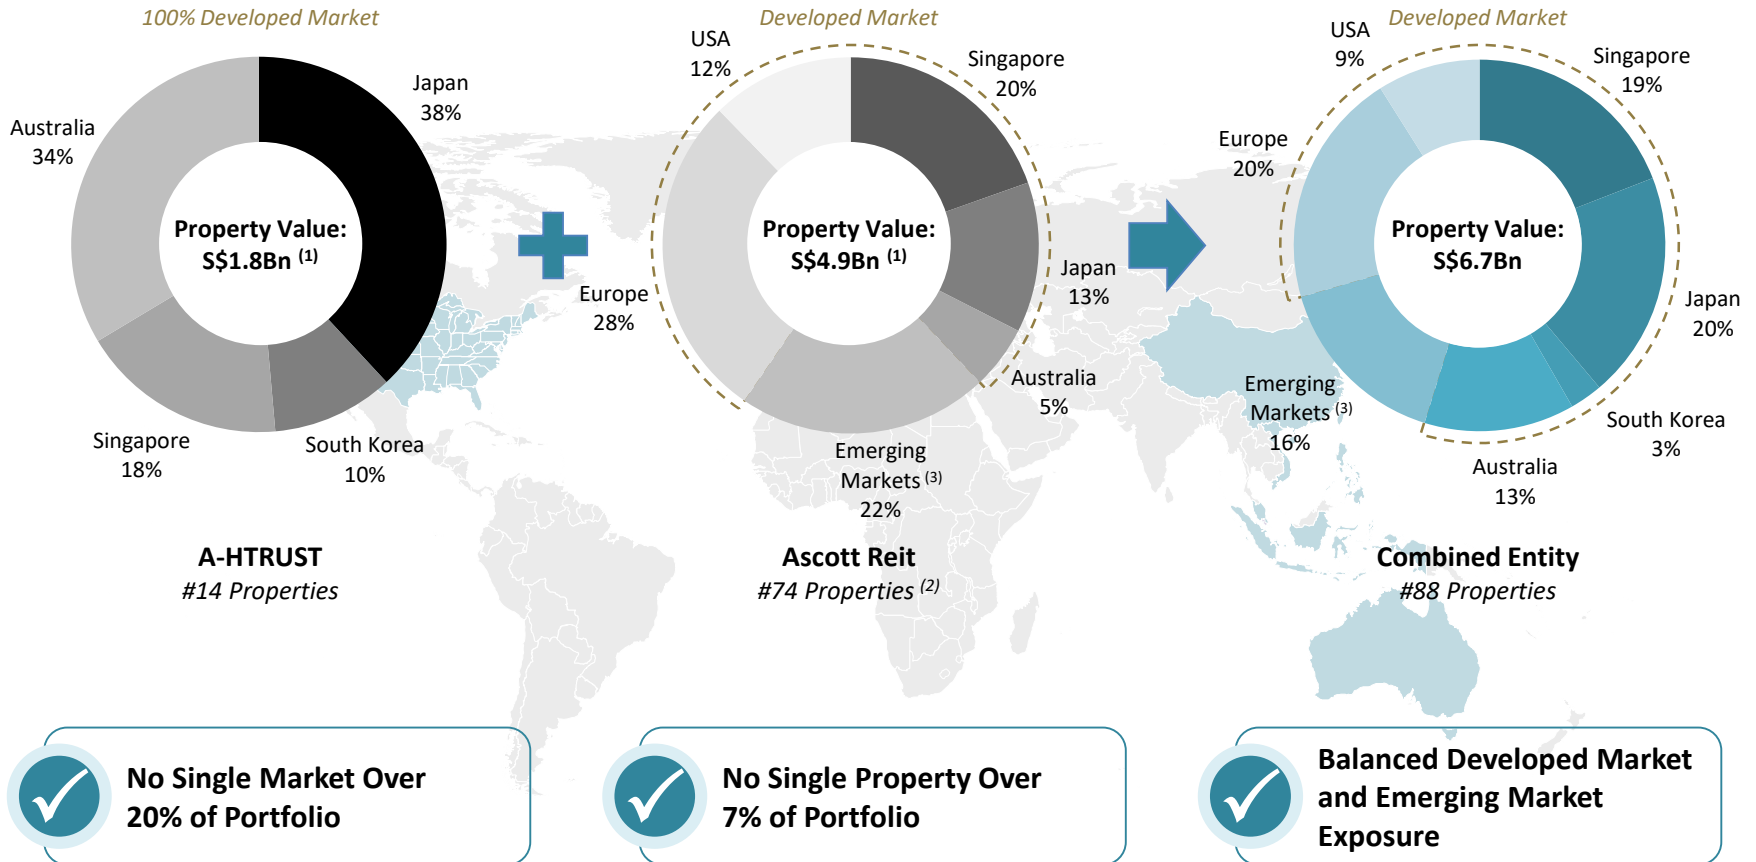 100% Developed Market
Japan
38%
Australia
34%
Property Value:
S$1.8Bn (1)
Singapore
18%
South Korea
10%
A-HTRUST
#14 Properties
Developed Market
USA
12%
Singapore
20%
Property Value:
S$4.9Bn (1)
Japan
13%
Europe
28%
Australia
5%
Emerging
Markets (3)
22%
Ascott Reit
#74 Properties (2)
Developed Market
USA
9%
Singapore
19%
Europe
20%
Property Value:
S$6.7Bn
Japan
20%
Emerging
Markets (3)
16%
South Korea
3%
Australia
13%
Combined Entity
#88 Properties
No Single Market Over
20% of Portfolio
No Single Property Over
7% of Portfolio
Balanced Developed Market
and Emerging Market
Exposure